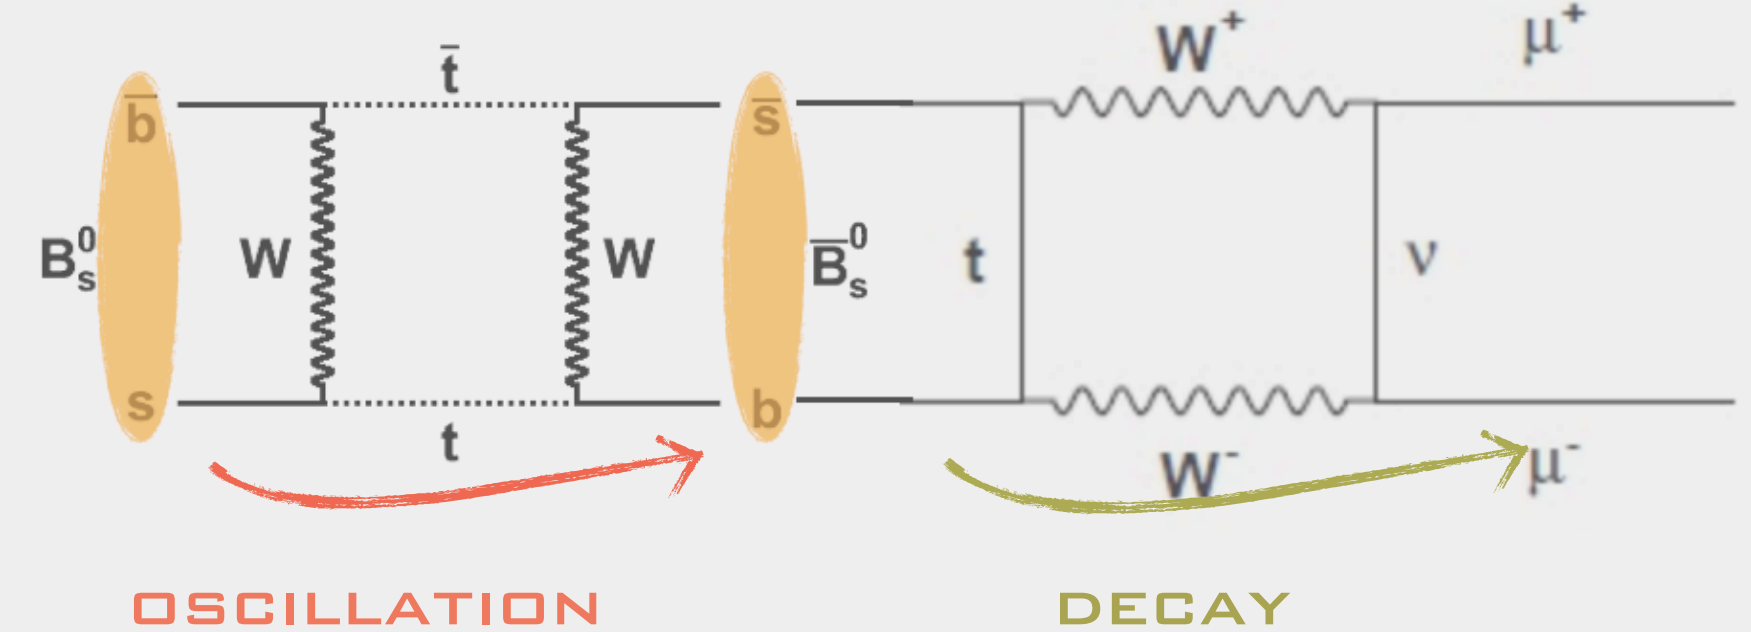 W⁺
μ⁺
t̄
b̄
s̄
B⁰ₛ
W
W
B̄⁰ₛ
t
ν
s
b
t
W⁻
μ⁻
OSCILLATION
DECAY